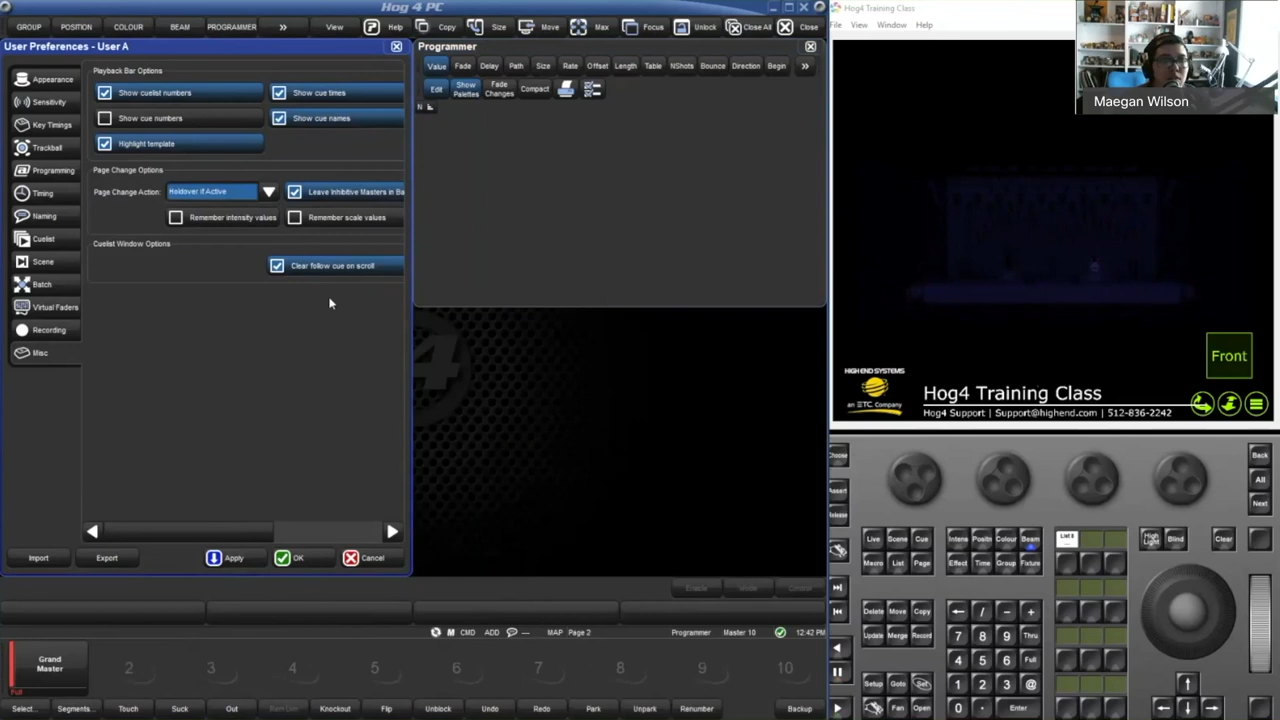 Hog 4 PC
GROUP POSITION COLOUR BEAM PROGRAMMER View Help Copy Size Move Max Focus Unlock Close All Close
User Preferences - User A
Appearance
Sensitivity
Key Timings
Trackball
Programming
Timing
Naming
Cuelist
Scene
Batch
Virtual Faders
Recording
Misc
Playback Bar Options
Show cuelist numbers Show cue times
Show cue numbers Show cue names
Highlight template
Page Change Options
Page Change Action: Holdover if Active Leave Inhibitive Masters in Ba
Remember intensity values Remember scale values
Cuelist Window Options
Clear follow cue on scroll
Import Export Apply OK Cancel
Programmer
Value Fade Delay Path Size Rate Offset Length Table NShots Bounce Direction Begin
Edit Show Palettes Fade Changes Compact
N
4
CMD ADD MAP Page 2 Programmer Master 10 12:42 PM
Grand Master 2 3 4 5 6 7 8 9 10
Full
Select... Segments... Touch Suck Out Knockout Flip Unblock Undo Redo Park Unpark Renumber Backup
Hog4 Training Class
File View Window Help
Maegan Wilson
Front
HIGH END SYSTEMS
an ETC Company
Hog4 Training Class
Hog4 Support | Support@highend.com | 512-836-2242
Choose
Assert
Release
Back
All
Next
Live Scene Cue Intens Positn Colour Beam List 8 High Light Blind Clear
Macro List Page Effect Time Group Fixture
Delete Move Copy / - +
Update Merge Record 7 8 9 Thru
4 5 6 Full
Setup Goto Set 1 2 3 @
Fan Open 0 . Enter